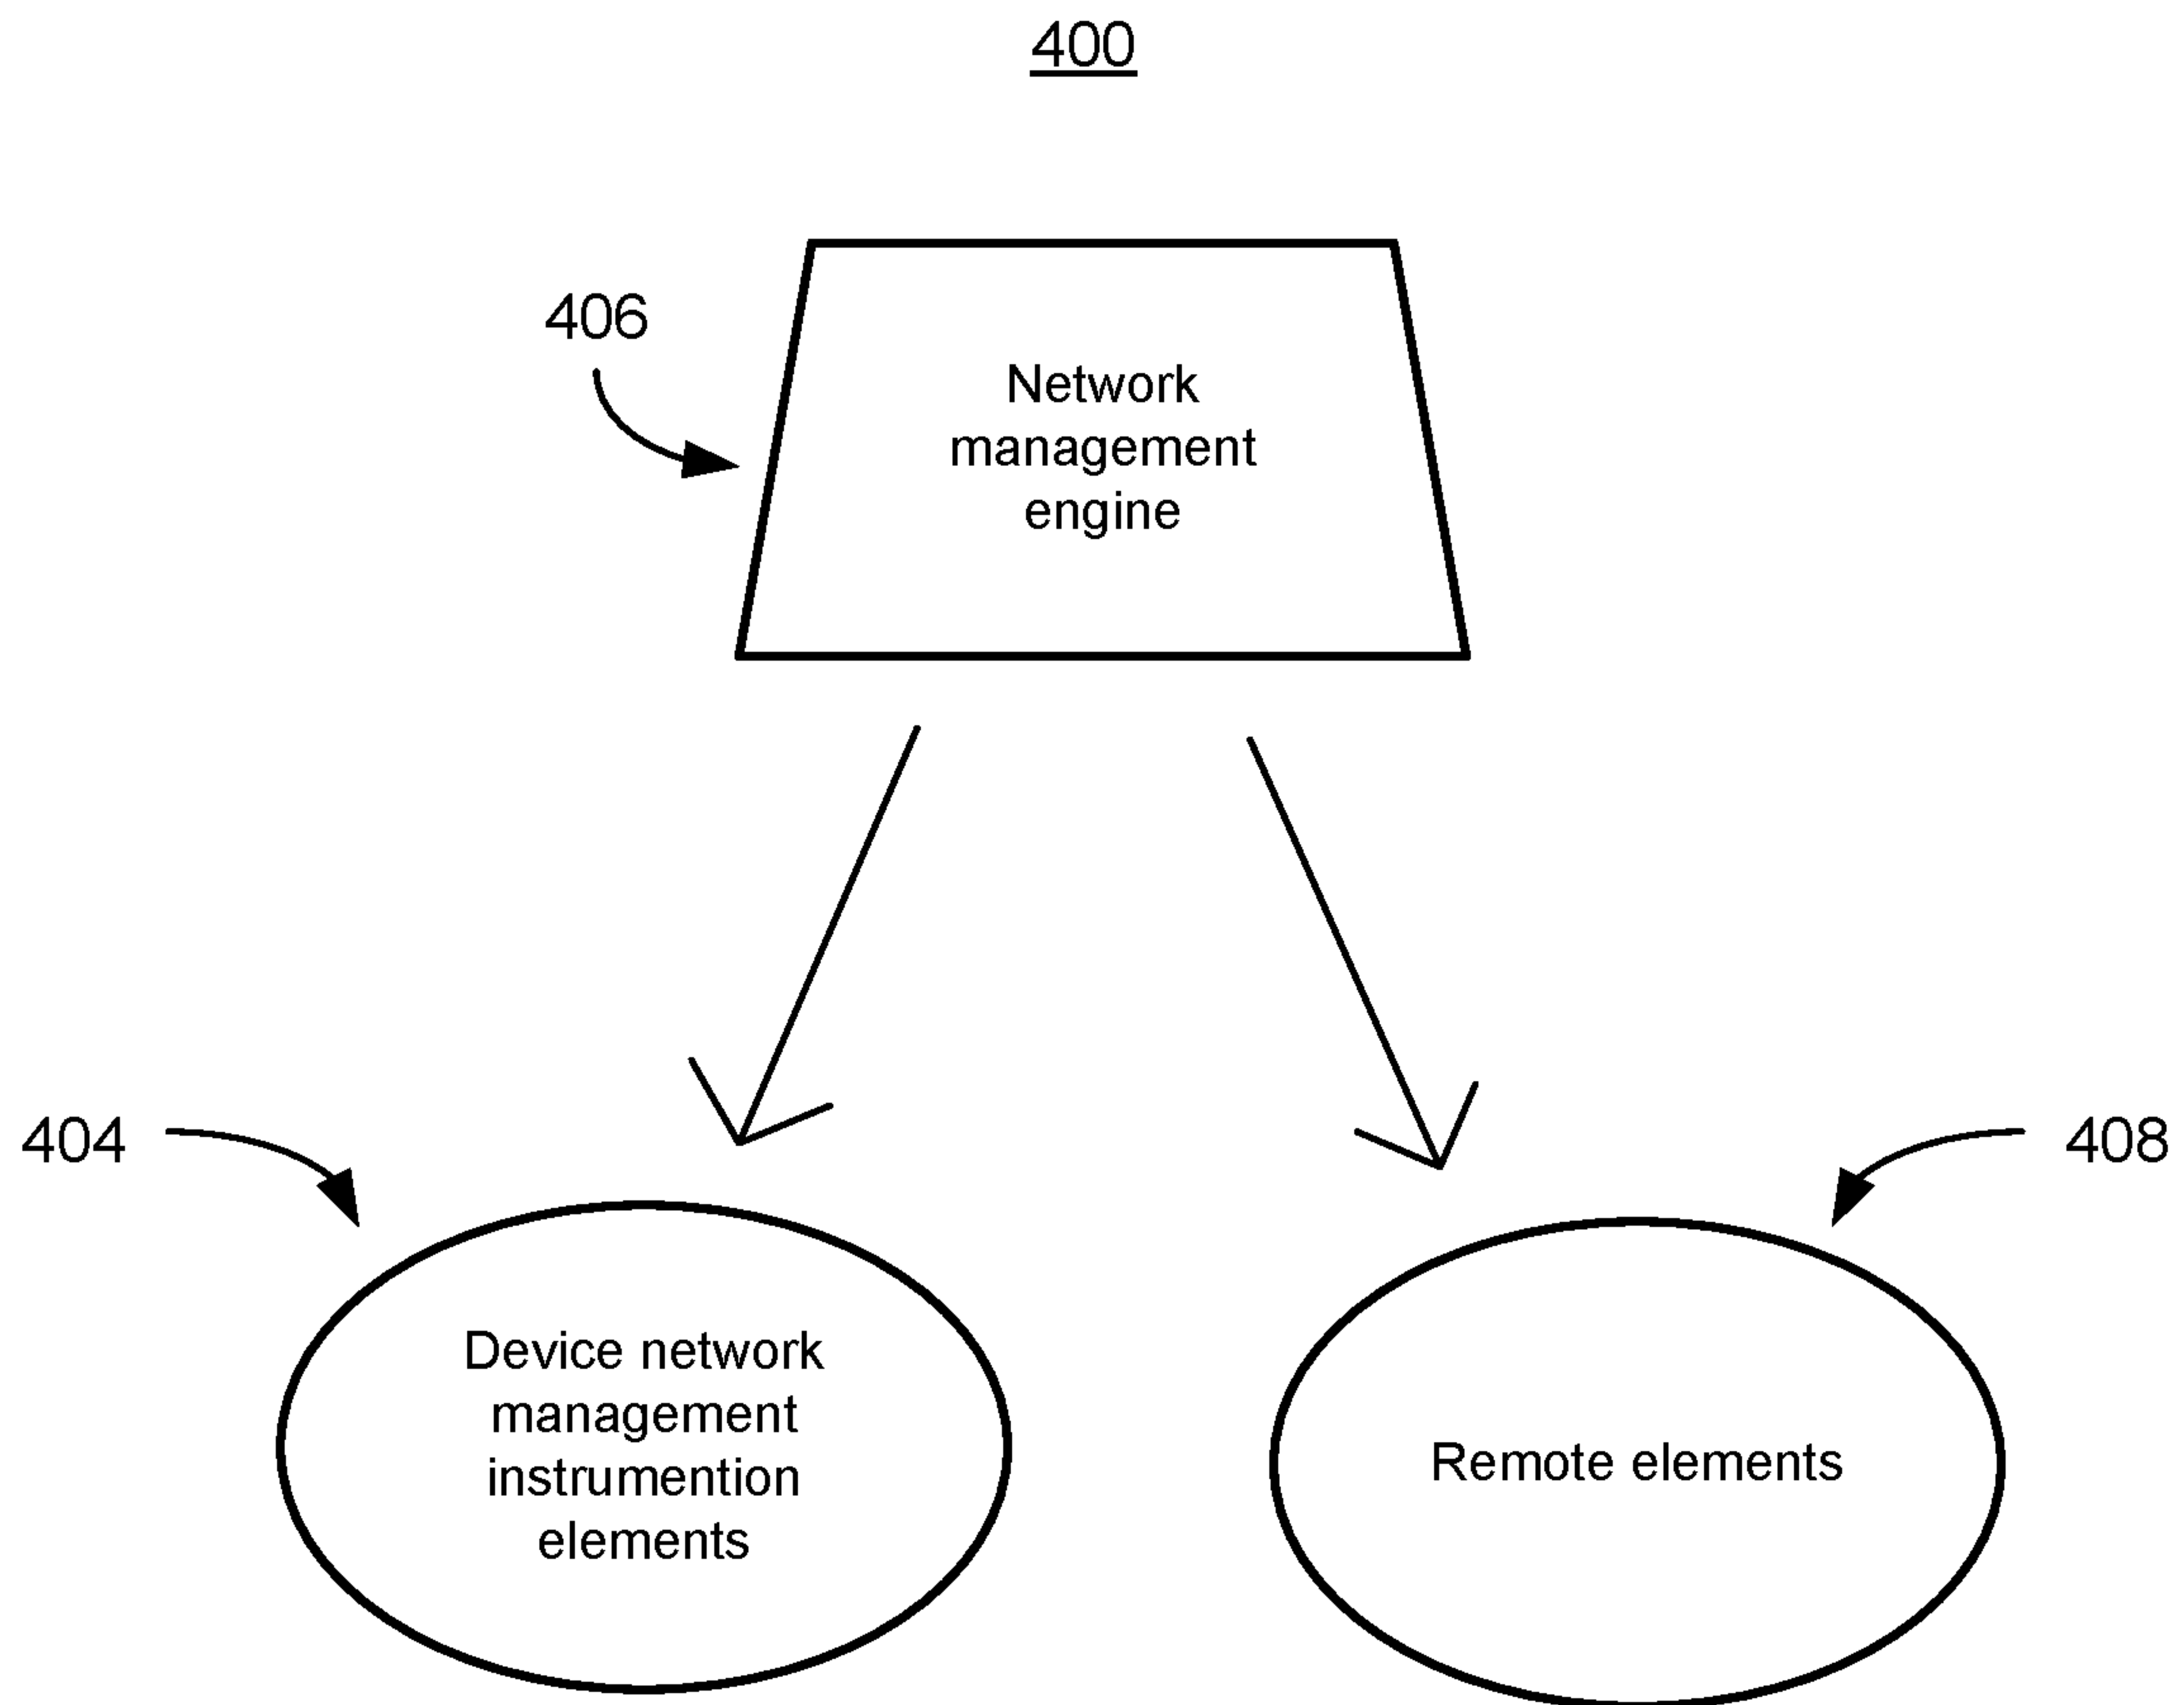 400
406
Network
management
engine
404
408
Device network
management
instrumention
elements
Remote elements